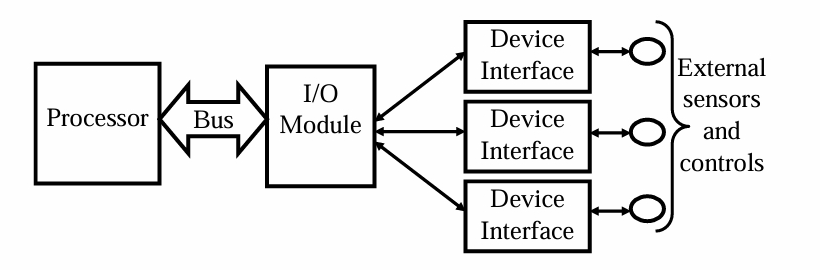 Processor
Bus
I/O
Module
Device
Interface
Device
Interface
Device
Interface
External
sensors
and
controls